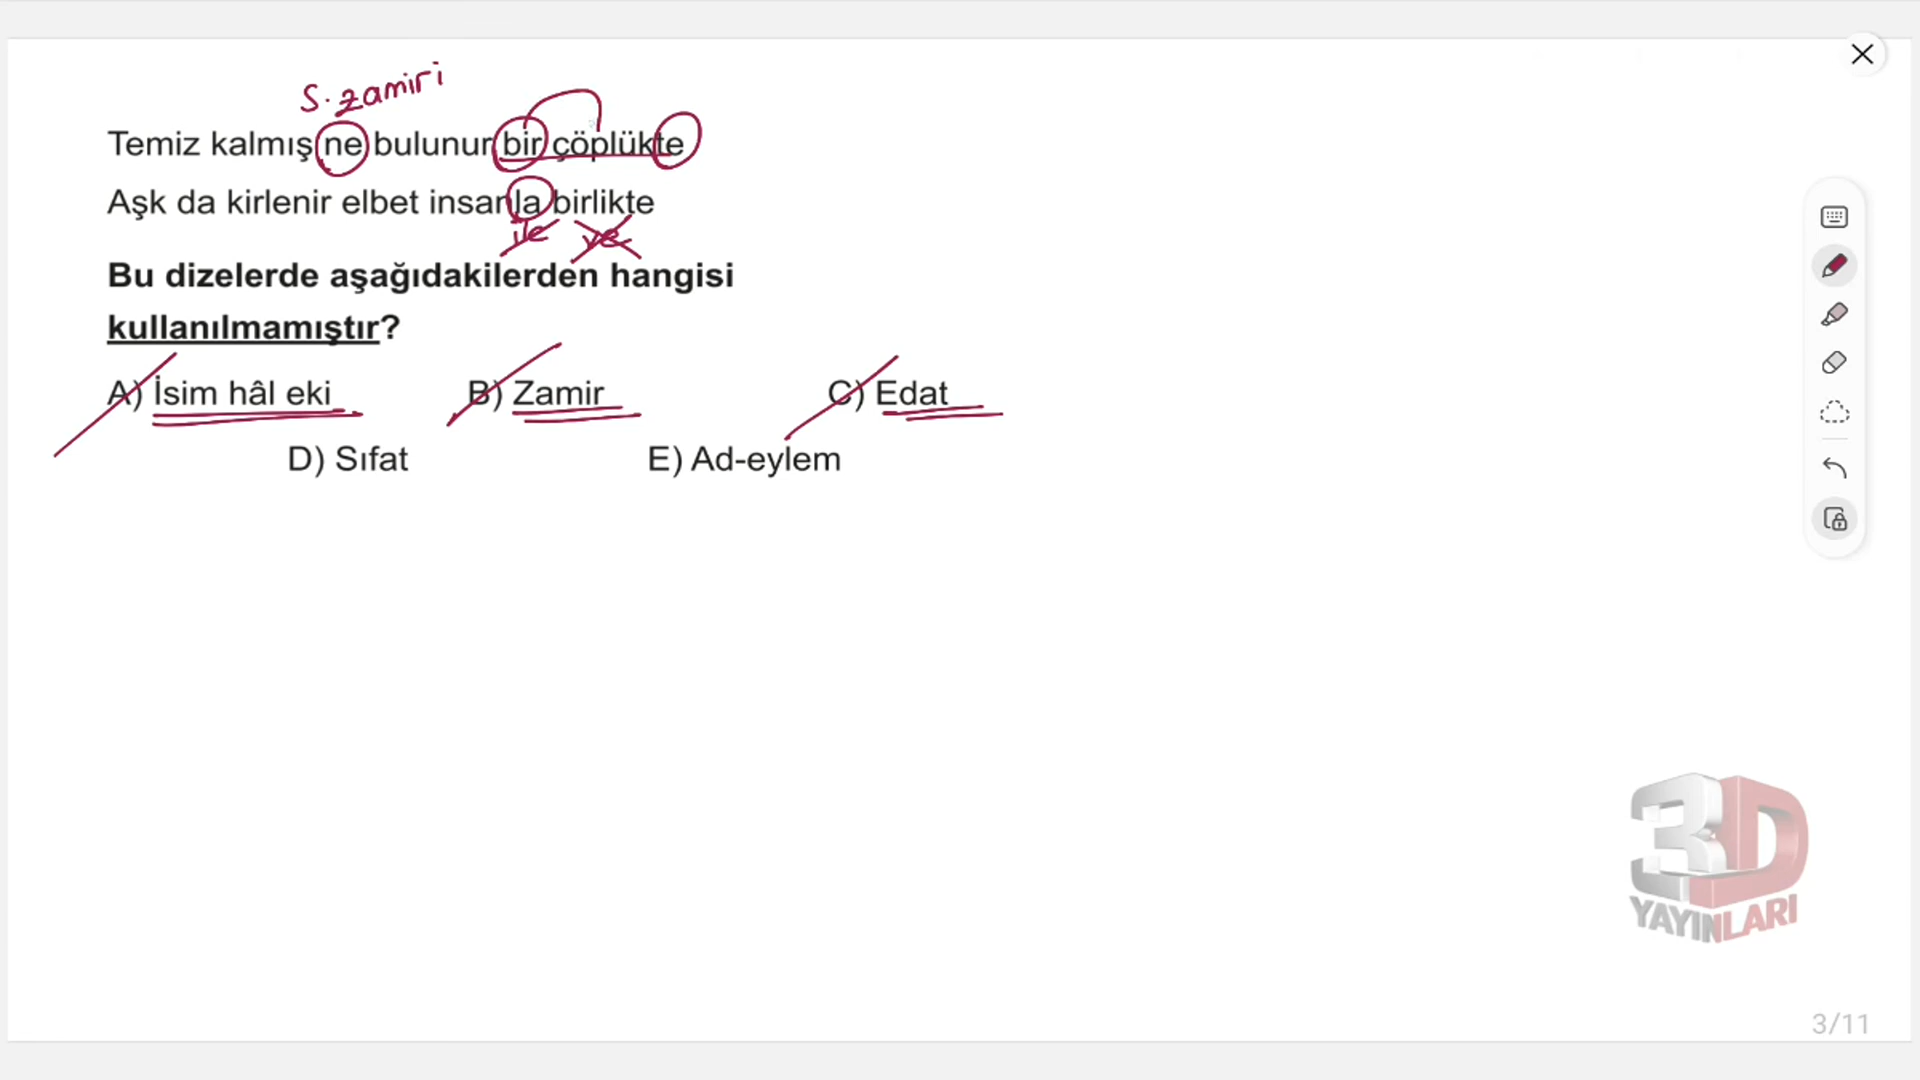 S. zamiri
Temiz kalmış ne bulunur bir çöplükte
Aşk da kirlenir elbet insanla birlikte
ile ve
Bu dizelerde aşağıdakilerden hangisi
kullanılmamıştır?
A) İsim hâl eki B) Zamir C) Edat
D) Sıfat E) Ad-eylem
3D
YAYINLARI
3/11